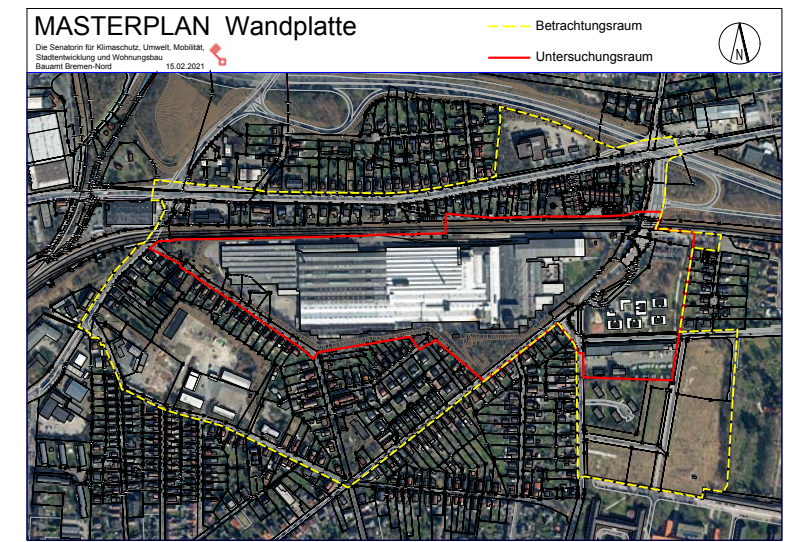 MASTERPLAN Wandplatte
Die Senatorin für Klimaschutz, Umwelt, Mobilität,
Stadtentwicklung und Wohnungsbau
Bauamt Bremen-Nord 15.02.2021
Betrachtungsraum
Untersuchungsraum
N